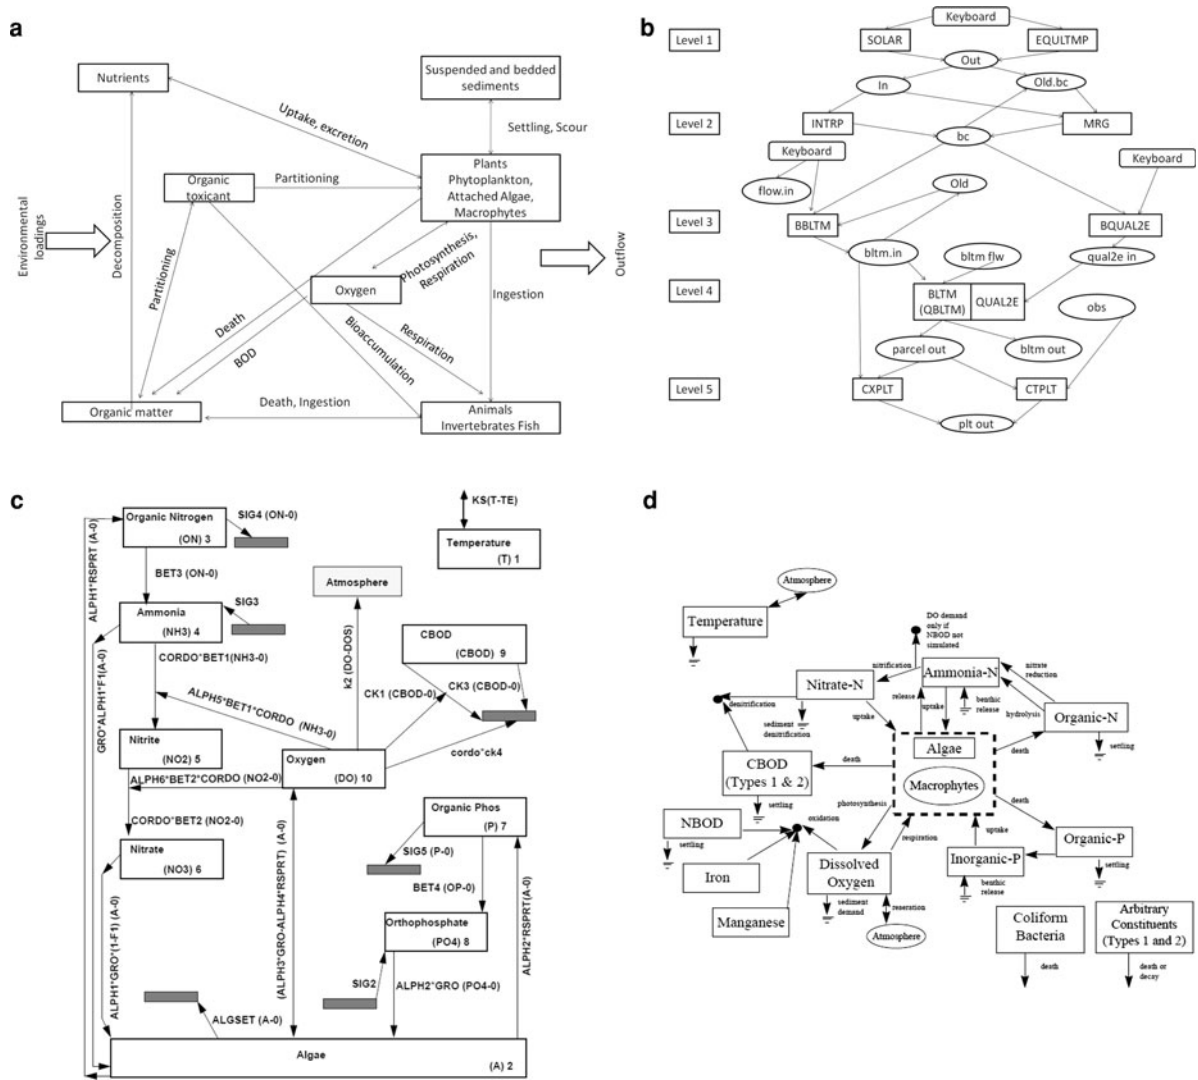 a
Nutrients
Suspended and bedded
sediments
Uptake, excretion
Settling, Scour
Plants
Phytoplankton,
Attached Algae,
Macrophytes
Organic
toxicant
Partitioning
Environmental
loadings
Decomposition
Partitioning
Photosynthesis,
Respiration
Oxygen
Ingestion
Outflow
Death
BOD
Bioaccumulation
Respiration
Organic matter
Death, Ingestion
Animals
Invertebrates Fish
b
Level 1
Keyboard
SOLAR
EQULTMP
Out
In
Old.bc
Level 2
INTRP
MRG
bc
Keyboard
Keyboard
flow.in
Old
Level 3
BBLTM
BQUAL2E
bltm.in
bltm flw
qual2e in
Level 4
BLTM
(QBLTM)
QUAL2E
obs
parcel out
bltm out
Level 5
CXPLT
CTPLT
plt out
c
KS(T-TE)
Organic Nitrogen
(ON) 3
SIG4 (ON-0)
Temperature
(T) 1
ALPH1*RSPRT (A-0)
BET3 (ON-0)
Atmosphere
Ammonia
(NH3) 4
SIG3
CBOD
(CBOD) 9
CORDO*BET1(NH3-0)
k2 (DO-DOS)
CK1 (CBOD-0)
CK3 (CBOD-0)
GRO*ALPH1*F1(A-0)
ALPH5*BET1*CORDO (NH3-0)
Nitrite
(NO2) 5
Oxygen
(DO) 10
cordo*ck4
ALPH6*BET2*CORDO (NO2-0)
Organic Phos
(P) 7
CORDO*BET2 (NO2-0)
Nitrate
(NO3) 6
SIG5 (P-0)
BET4 (OP-0)
(ALPH3*GRO-ALPH4*RSPRT) (A-0)
Orthophosphate
(PO4) 8
ALPH2*RSPRT(A-0)
ALPH1*GRO*(1-F1) (A-0)
SIG2
ALPH2*GRO (PO4-0)
ALGSET (A-0)
Algae
(A) 2
d
Atmosphere
Temperature
DO demand
only if
NBOD not
simulated
nitrification
Ammonia-N
nitrate
reduction
Nitrate-N
denitrification
release
uptake
benthic
release
hydrolysis
Organic-N
sediment
denitrification
uptake
settling
Algae
death
CBOD
(Types 1 & 2)
death
Macrophytes
settling
photosynthesis
death
NBOD
oxidation
respiration
uptake
Organic-P
settling
Iron
Dissolved
Oxygen
Inorganic-P
settling
Manganese
sediment
demand
reaeration
benthic
release
Atmosphere
Coliform
Bacteria
Arbitrary
Constituents
(Types 1 and 2)
death
death or
decay